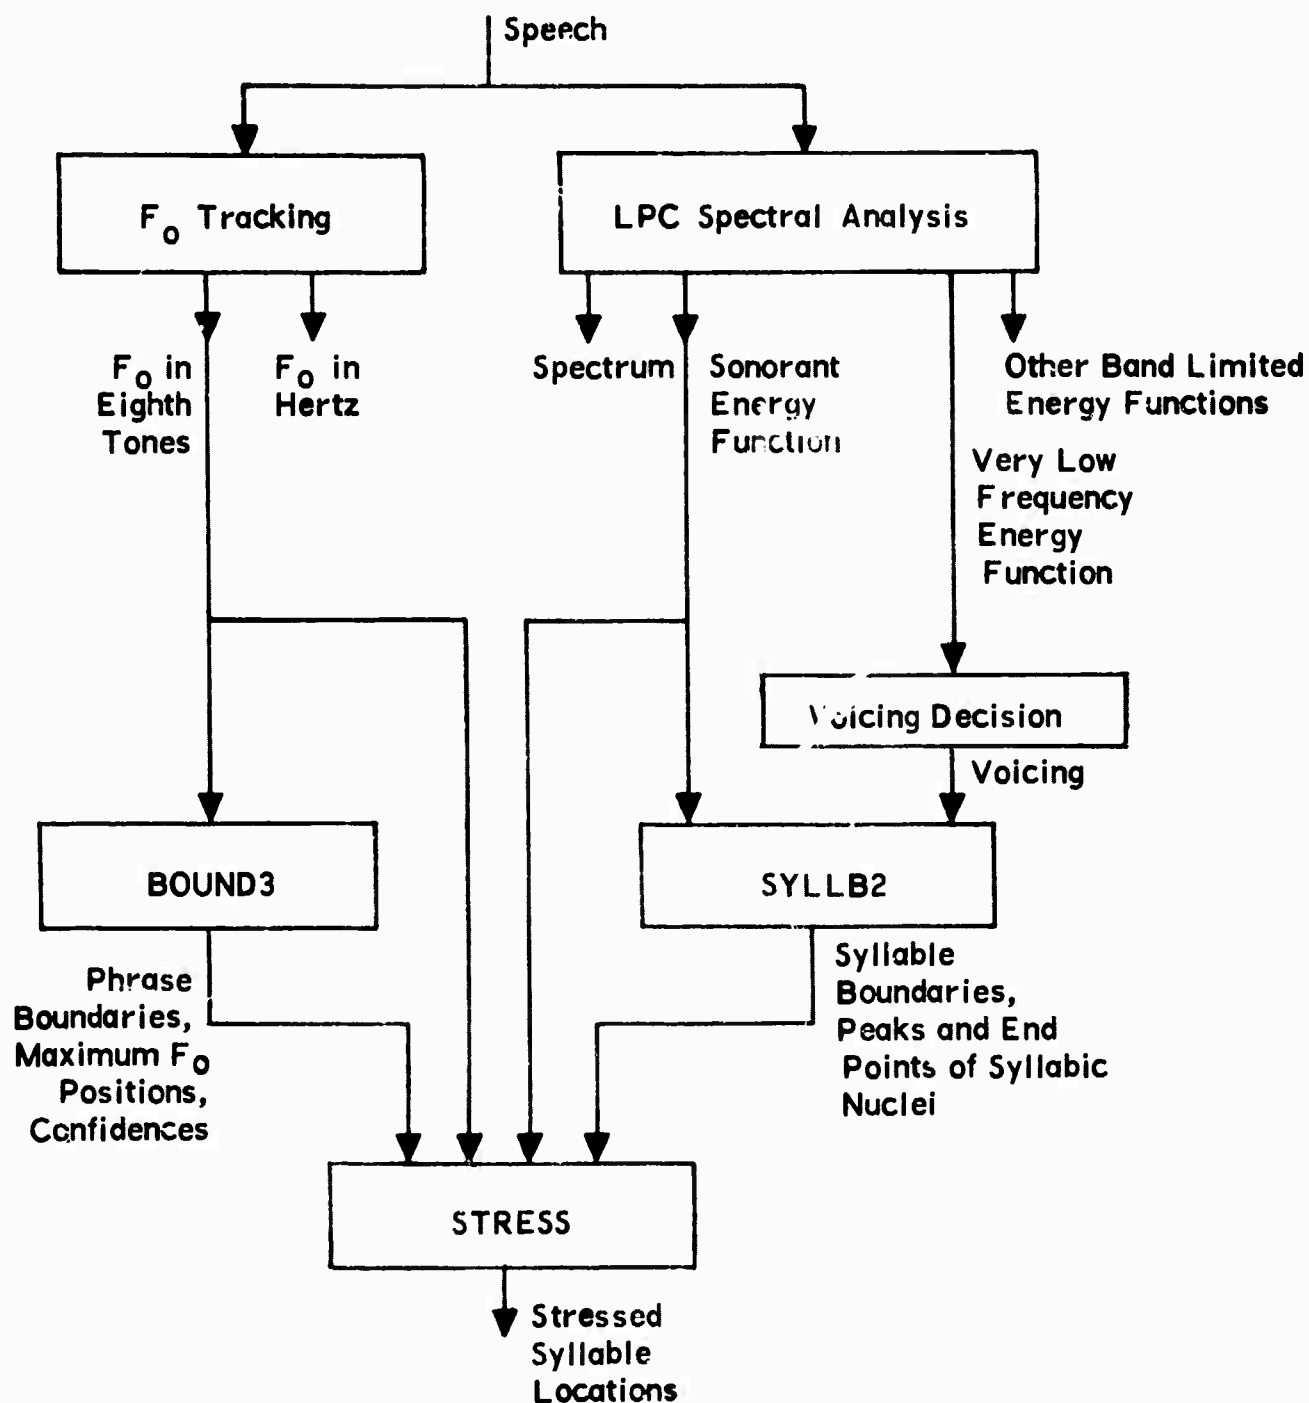 Speech
F₀ Tracking
LPC Spectral Analysis
F₀ in
Eighth
Tones
F₀ in
Hertz
Spectrum
Sonorant
Energy
Function
Other Band Limited
Energy Functions
Very Low
Frequency
Energy
Function
Voicing Decision
Voicing
BOUND3
SYLLB2
Phrase
Boundaries,
Maximum F₀
Positions,
Confidences
Syllable
Boundaries,
Peaks and End
Points of Syllabic
Nuclei
STRESS
Stressed
Syllable
Locations